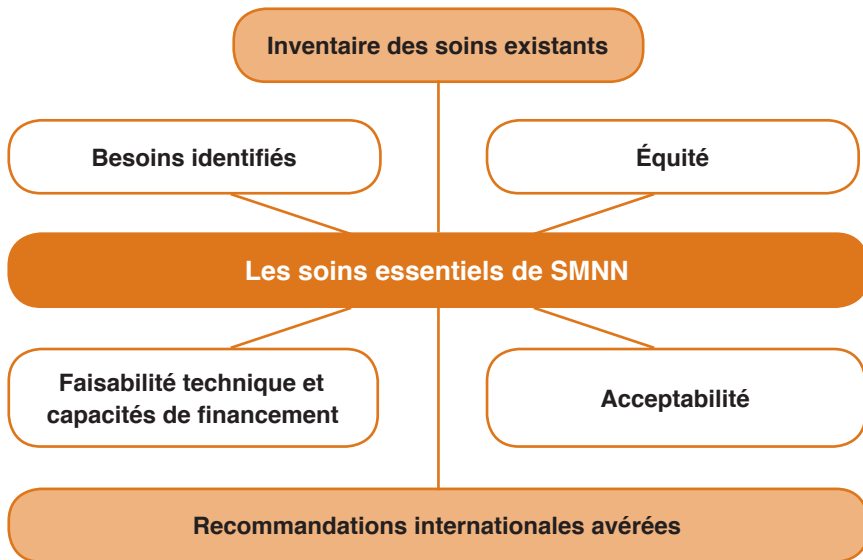 Inventaire des soins existants
Besoins identifiés
Équité
Les soins essentiels de SMNN
Faisabilité technique et
capacités de financement
Acceptabilité
Recommandations internationales avérées